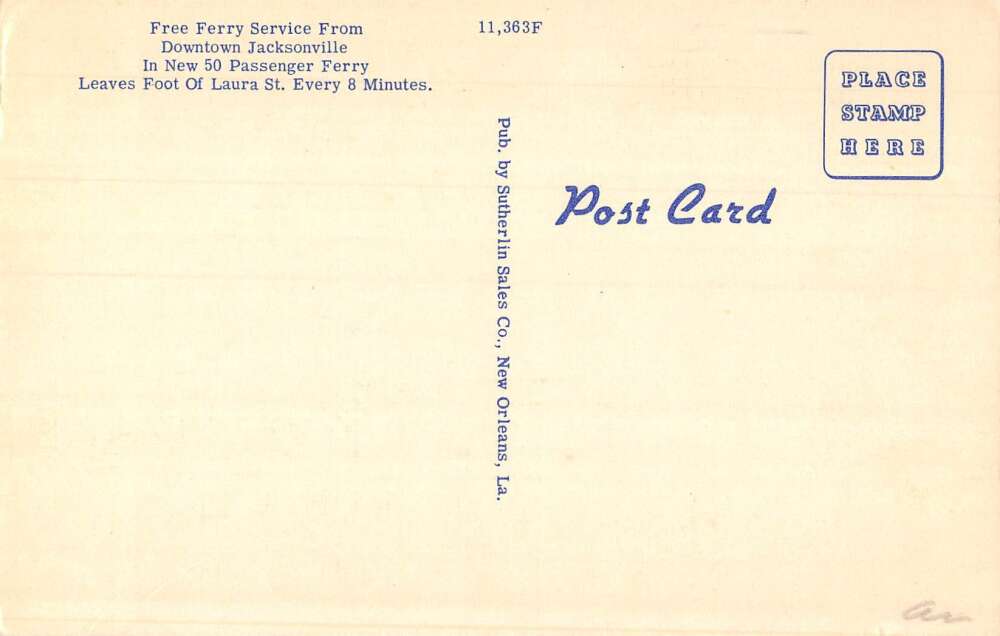 Free Ferry Service From
Downtown Jacksonville
In New 50 Passenger Ferry
Leaves Foot Of Laura St. Every 8 Minutes.
11,363F
Pub. by Sutherlin Sales Co., New Orleans, La.
Post Card
PLACE
STAMP
HERE